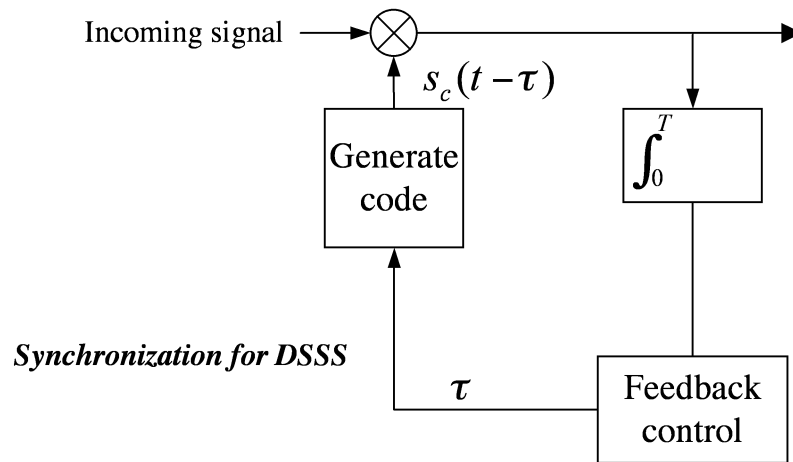 Incoming signal
s_c(t − τ)
Generate
code
∫_0^T
Synchronization for DSSS
τ
Feedback
control